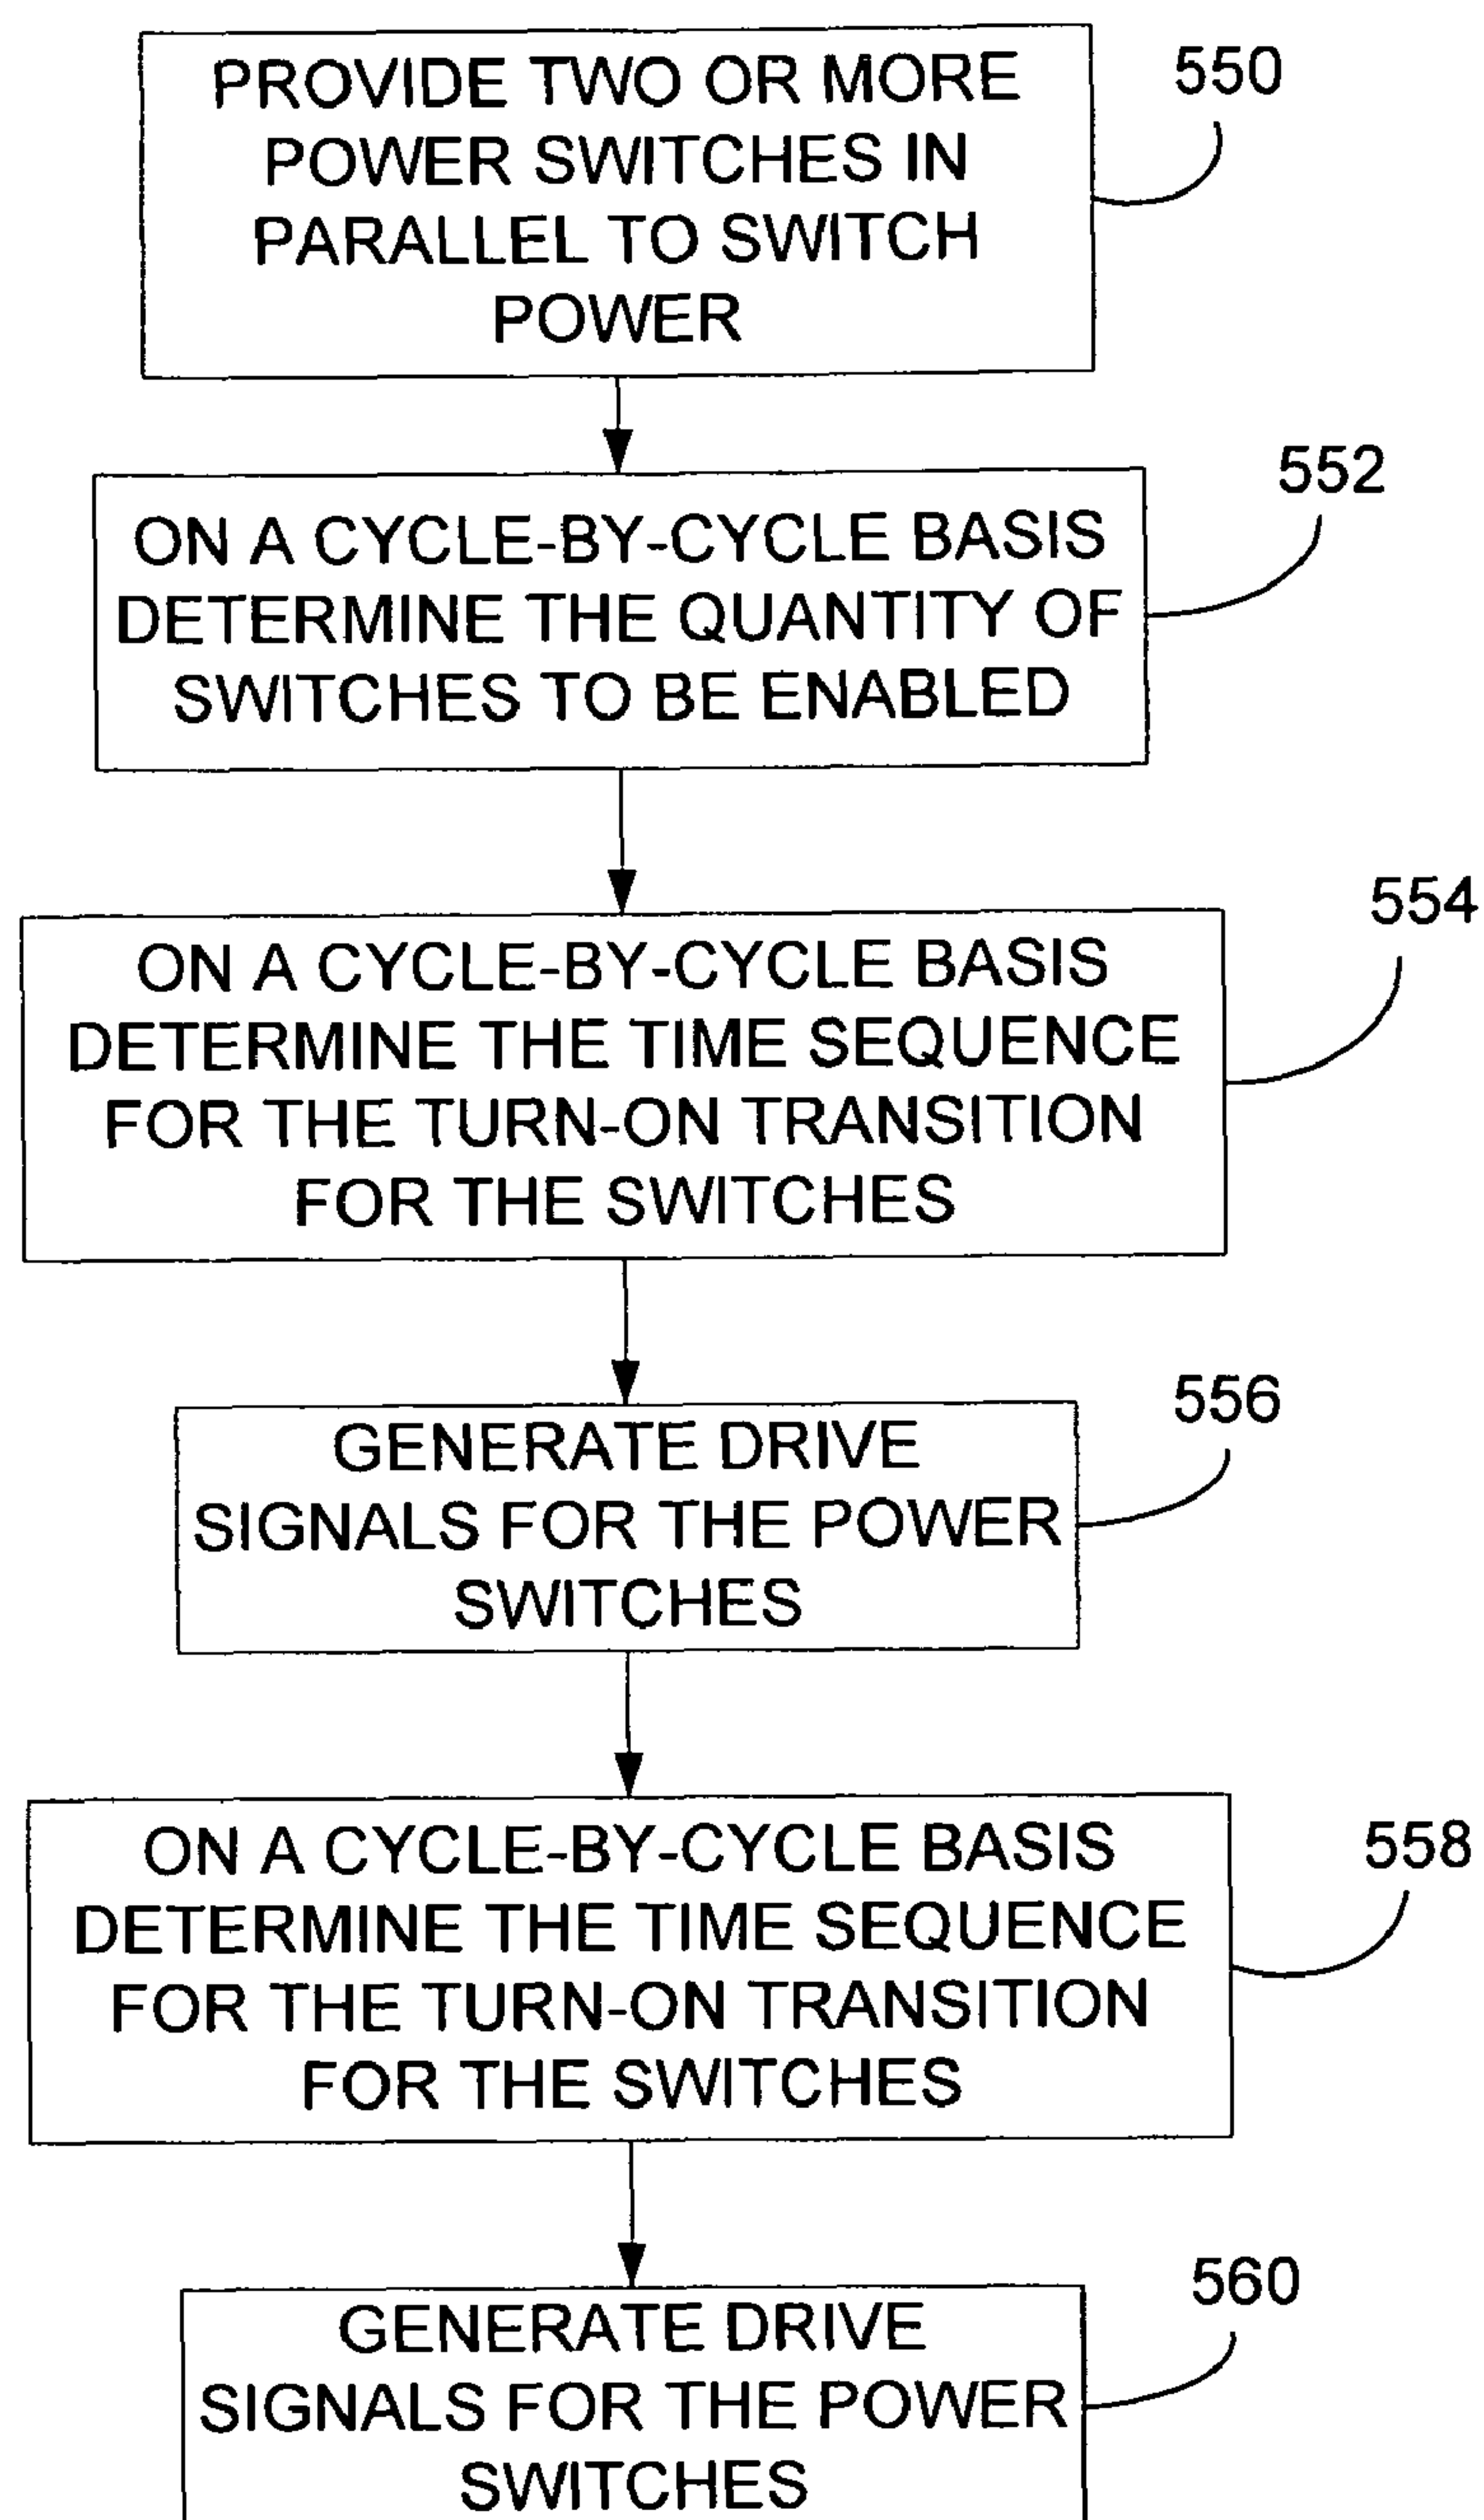 PROVIDE TWO OR MORE
POWER SWITCHES IN
PARALLEL TO SWITCH
POWER
550
ON A CYCLE-BY-CYCLE BASIS
DETERMINE THE QUANTITY OF
SWITCHES TO BE ENABLED
552
ON A CYCLE-BY-CYCLE BASIS
DETERMINE THE TIME SEQUENCE
FOR THE TURN-ON TRANSITION
FOR THE SWITCHES
554
GENERATE DRIVE
SIGNALS FOR THE POWER
SWITCHES
556
ON A CYCLE-BY-CYCLE BASIS
DETERMINE THE TIME SEQUENCE
FOR THE TURN-ON TRANSITION
FOR THE SWITCHES
558
GENERATE DRIVE
SIGNALS FOR THE POWER
SWITCHES
560